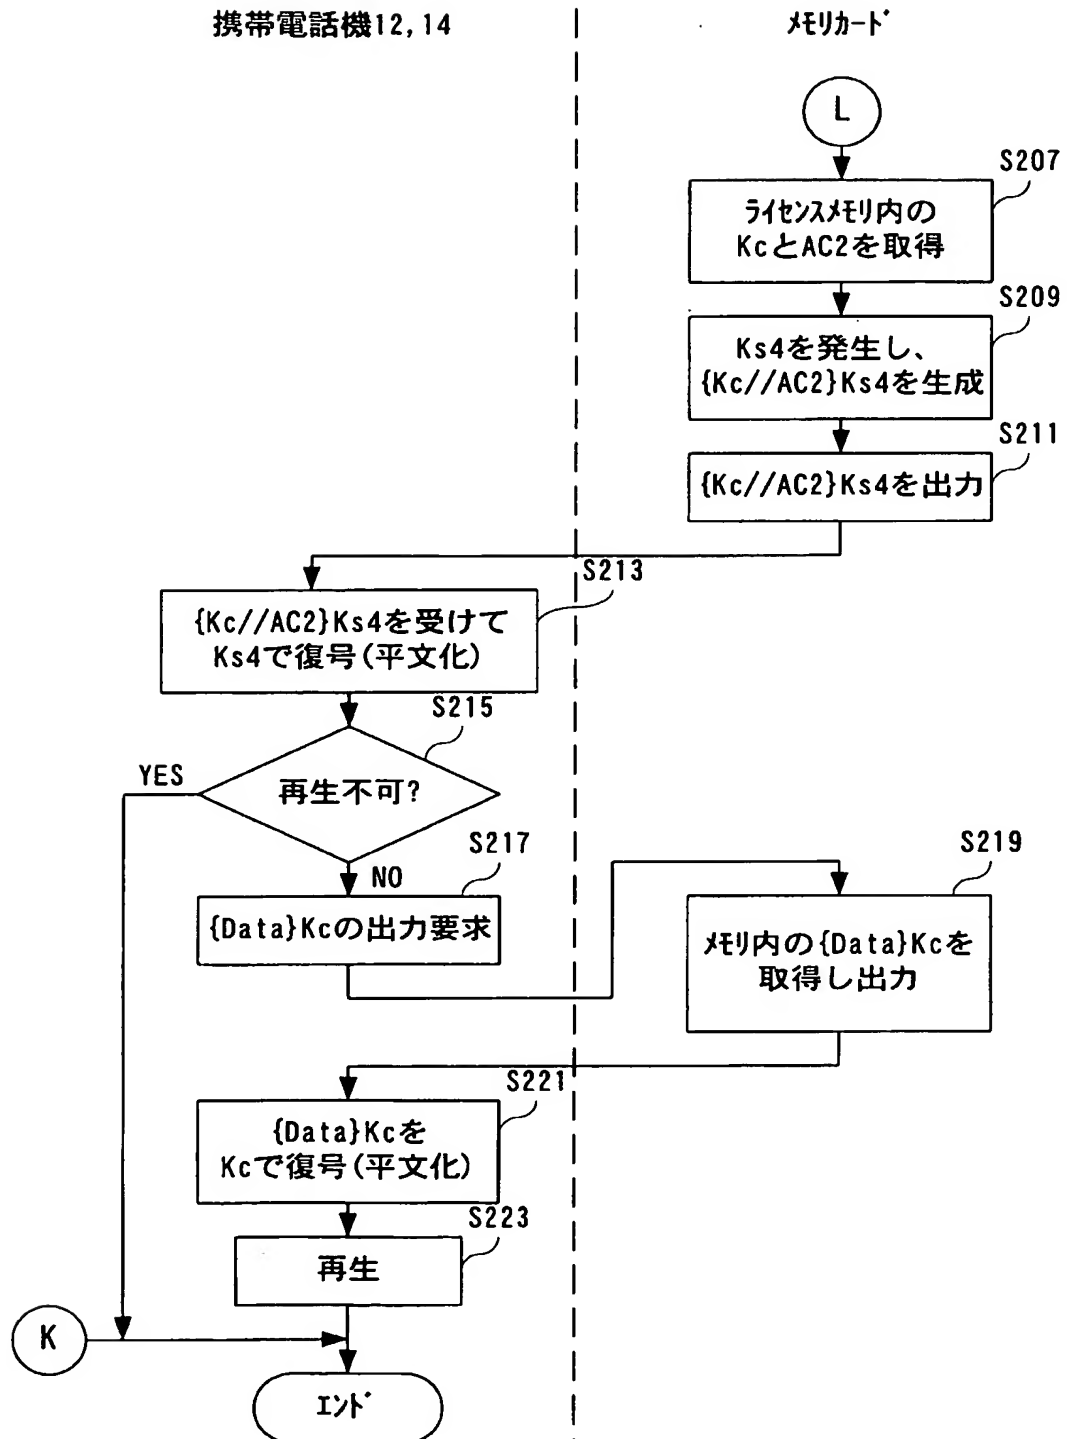 携帯電話機12,14
ﾒﾓﾘｶｰﾄﾞ
L
S207
ﾗｲｾﾝｽﾒﾓﾘ内の
KcとAC2を取得
S209
Ks4を発生し、
{Kc//AC2}Ks4を生成
S211
{Kc//AC2}Ks4を出力
S213
{Kc//AC2}Ks4を受けて
Ks4で復号(平文化)
S215
YES
再生不可?
NO
S217
{Data}Kcの出力要求
S219
ﾒﾓﾘ内の{Data}Kcを
取得し出力
S221
{Data}Kcを
Kcで復号(平文化)
S223
再生
K
ｴﾝﾄﾞ